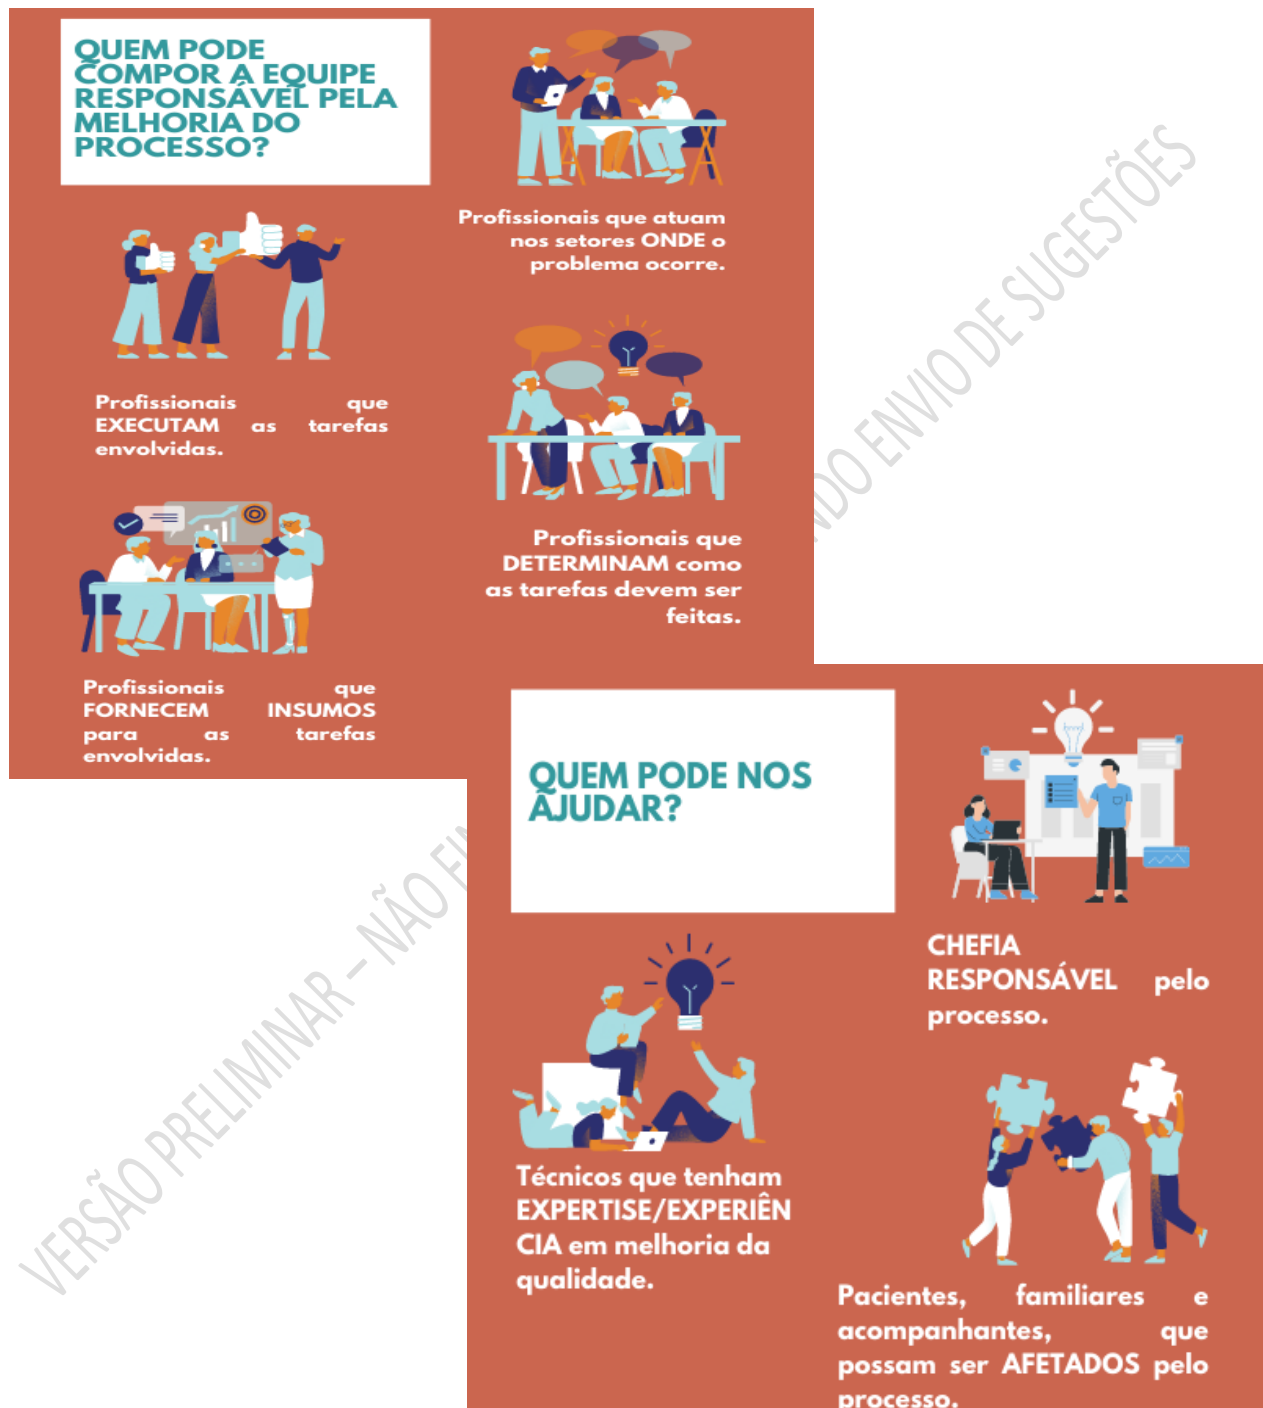 QUEM PODE
COMPOR A EQUIPE
RESPONSÁVEL PELA
MELHORIA DO
PROCESSO?
Profissionais que
EXECUTAM as tarefas
envolvidas.
Profissionais que
FORNECEM INSUMOS
para as tarefas
envolvidas.
Profissionais que atuam
nos setores ONDE o
problema ocorre.
Profissionais que
DETERMINAM como
as tarefas devem ser
feitas.
QUEM PODE NOS
AJUDAR?
Técnicos que tenham
EXPERTISE/EXPERIÊN
CIA em melhoria da
qualidade.
CHEFIA
RESPONSÁVEL pelo
processo.
Pacientes, familiares e
acompanhantes, que
possam ser AFETADOS pelo
processo.
VERSÃO PRELIMINAR – NÃO
ENVIO DE SUGESTÕES